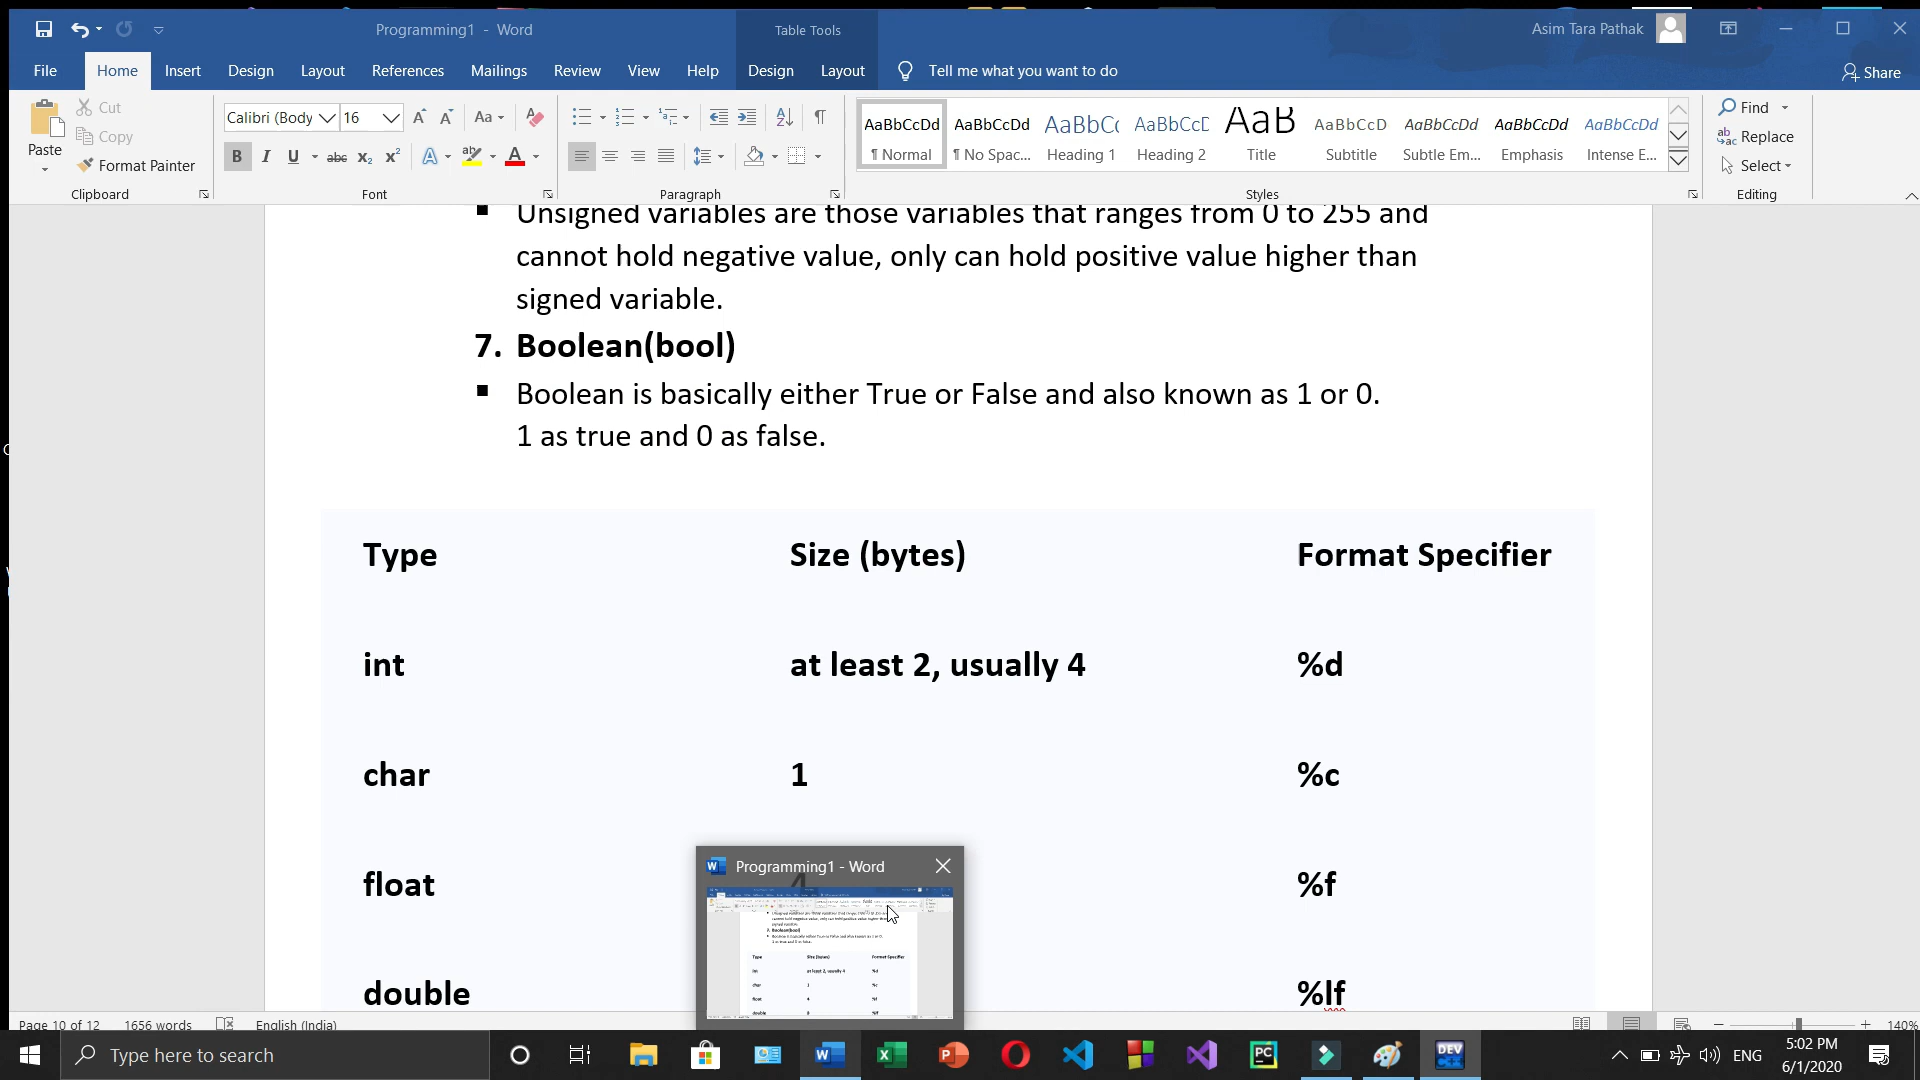 Programming1 - Word
Table Tools
Asim Tara Pathak
File Home Insert Design Layout References Mailings Review View Help Design Layout Tell me what you want to do
Share
Paste
Cut
Copy
Format Painter
Clipboard
Calibri (Body 16
Font
Paragraph
AaBbCcDd AaBbCcDd AaBbCc AaBbCcD AaB AaBbCcD AaBbCcDd AaBbCcDd AaBbCcDd
¶ Normal ¶ No Spac... Heading 1 Heading 2 Title Subtitle Subtle Em... Emphasis Intense E...
Styles
Find
Replace
Select
Editing
▪ Unsigned variables are those variables that ranges from 0 to 255 and
cannot hold negative value, only can hold positive value higher than
signed variable.
7. Boolean(bool)
▪ Boolean is basically either True or False and also known as 1 or 0.
1 as true and 0 as false.
Type Size (bytes) Format Specifier
int at least 2, usually 4 %d
char 1 %c
float %f
double %lf
Programming1 - Word
Page 10 of 12 1656 words English (India) 140%
Type here to search
ENG
5:02 PM
6/1/2020